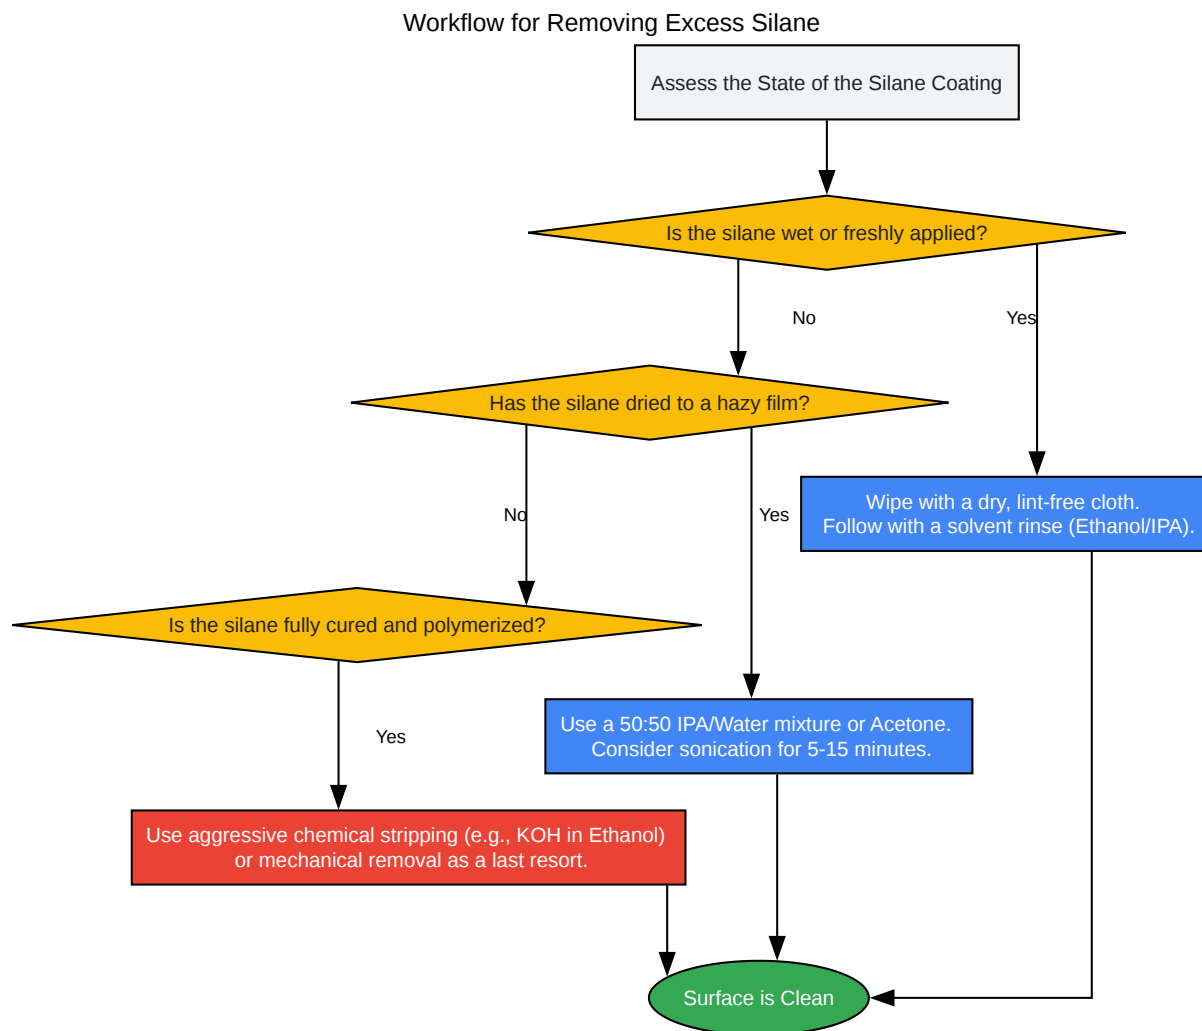 Workflow for Removing Excess Silane
Assess the State of the Silane Coating
Is the silane wet or freshly applied?
No
Yes
Has the silane dried to a hazy film?
No
Yes
Wipe with a dry, lint-free cloth.
Follow with a solvent rinse (Ethanol/IPA).
Is the silane fully cured and polymerized?
Yes
Use a 50:50 IPA/Water mixture or Acetone.
Consider sonication for 5-15 minutes.
Use aggressive chemical stripping (e.g., KOH in Ethanol)
or mechanical removal as a last resort.
Surface is Clean